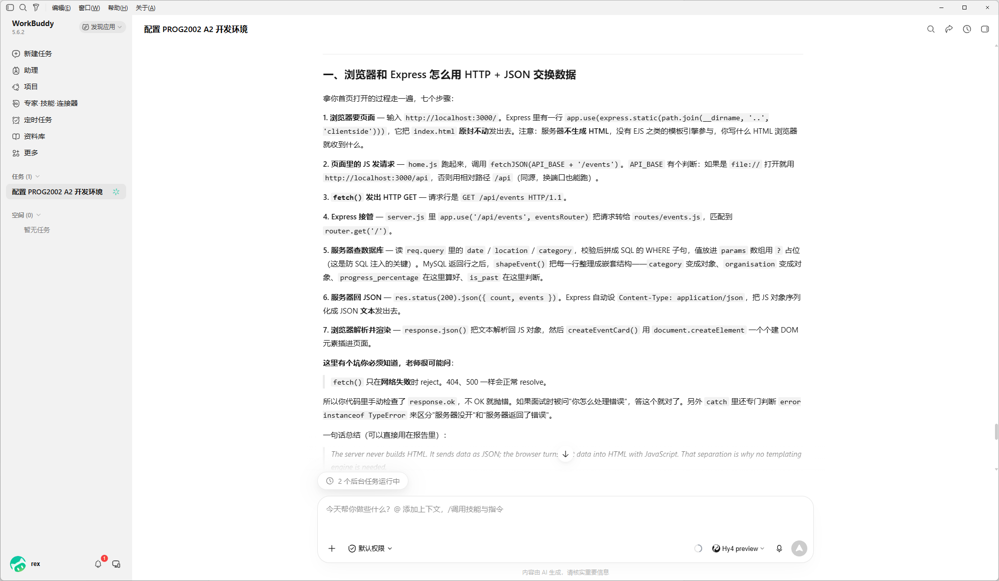 编辑(E) 窗口(W) 帮助(H) 关于(A)
WorkBuddy
5.6.2
发现应用
新建任务
助理
项目
专家·技能·连接器
定时任务
资料库
更多
任务 (1)
配置 PROG2002 A2 开发环境
空间 (0)
暂无任务
rex
1
配置 PROG2002 A2 开发环境
一、浏览器和 Express 怎么用 HTTP + JSON 交换数据
拿你首页打开的过程走一遍，七个步骤：
1. 浏览器要页面 — 输入 http://localhost:3000/ 。Express 里有一行 app.use(express.static(path.join(__dirname, '..',
'clientside'))) ，它把 index.html 原封不动发出去。注意：服务器不生成 HTML，没有 EJS 之类的模板引擎参与，你写什么 HTML 浏览器
就收到什么。
2. 页面里的 JS 发请求 — home.js 跑起来，调用 fetchJSON(API_BASE + '/events') 。API_BASE 有个判断：如果是 file:// 打开就用
http://localhost:3000/api ，否则用相对路径 /api （同源，换端口也能跑）。
3. fetch() 发出 HTTP GET — 请求行是 GET /api/events HTTP/1.1 。
4. Express 接管 — server.js 里 app.use('/api/events', eventsRouter) 把请求转给 routes/events.js ，匹配到
router.get('/') 。
5. 服务器查数据库 — 读 req.query 里的 date / location / category ，校验后拼成 SQL 的 WHERE 子句，值放进 params 数组用 ? 占位
（这是防 SQL 注入的关键）。MySQL 返回行之后，shapeEvent() 把每一行整理成嵌套结构——category 变成对象、organisation 变成对
象、progress_percentage 在这里算好、is_past 在这里判断。
6. 服务器回 JSON — res.status(200).json({ count, events }) 。Express 自动设 Content-Type: application/json ，把 JS 对象序列
化成 JSON 文本发出去。
7. 浏览器解析并渲染 — response.json() 把文本解析回 JS 对象，然后 createEventCard() 用 document.createElement 一个个建 DOM
元素插进页面。
这里有个坑你必须知道，老师很可能问：
fetch() 只在网络失败时 reject。404、500 一样会正常 resolve。
所以你代码里手动检查了 response.ok ，不 OK 就抛错。如果面试时被问"你怎么处理错误"，答这个就对了。另外 catch 里还专门判断 error
instanceof TypeError 来区分"服务器没开"和"服务器返回了错误"。
一句话总结（可以直接用在报告里）：
The server never builds HTML. It sends data as JSON; the browser turns t data into HTML with JavaScript. That separation is why no templating
engine is needed.
2 个后台任务运行中
今天帮你做些什么？@ 添加上下文，/调用技能与指令
默认权限
Hy4 preview
内容由 AI 生成，请核实重要信息